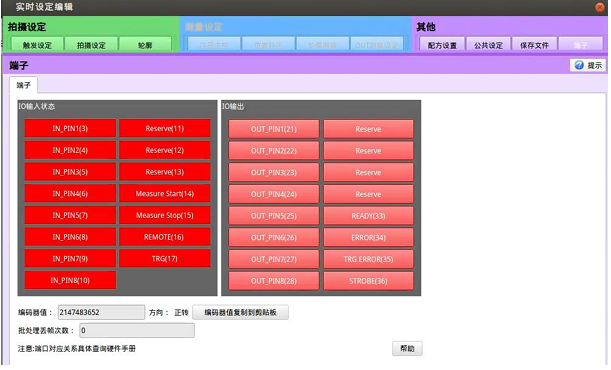 实时设定编辑
拍摄设定
测量设定
其他
触发设定 拍摄设定 轮廓
配方设置 公共设定 保存文件 端子
端子
提示
端子
IO输入状态
IO输出
IN_PIN1(3) Reserve(11) OUT_PIN1(21) Reserve
IN_PIN2(4) Reserve(12) OUT_PIN2(22) Reserve
IN_PIN3(5) Reserve(13) OUT_PIN3(23) Reserve
IN_PIN4(6) Measure Start(14) OUT_PIN4(24) Reserve
IN_PIN5(7) Measure Stop(15) OUT_PIN5(25) READY(33)
IN_PIN6(8) REMOTE(16) OUT_PIN6(26) ERROR(34)
IN_PIN7(9) TRG(17) OUT_PIN7(27) TRG ERROR(35)
IN_PIN8(10) OUT_PIN8(28) STROBE(36)
编码器值： 2147483652 方向： 正转 编码器值复制到剪贴板
批处理丢帧次数： 0
注意:端口对应关系具体查询硬件手册
帮助